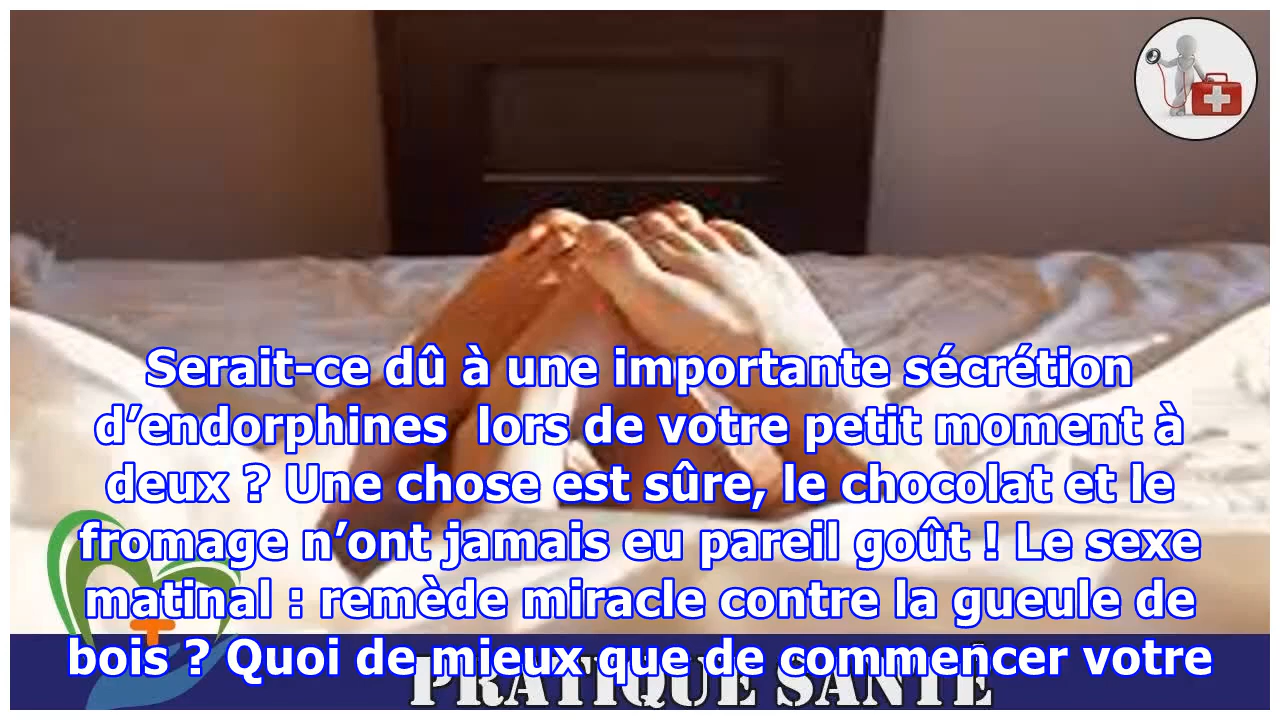 Serait-ce dû à une importante sécrétion
d’endorphines  lors de votre petit moment à
deux ? Une chose est sûre, le chocolat et le
fromage n’ont jamais eu pareil goût ! Le sexe
matinal : remède miracle contre la gueule de
bois ? Quoi de mieux que de commencer votre
PRATIQUE SANTÉ